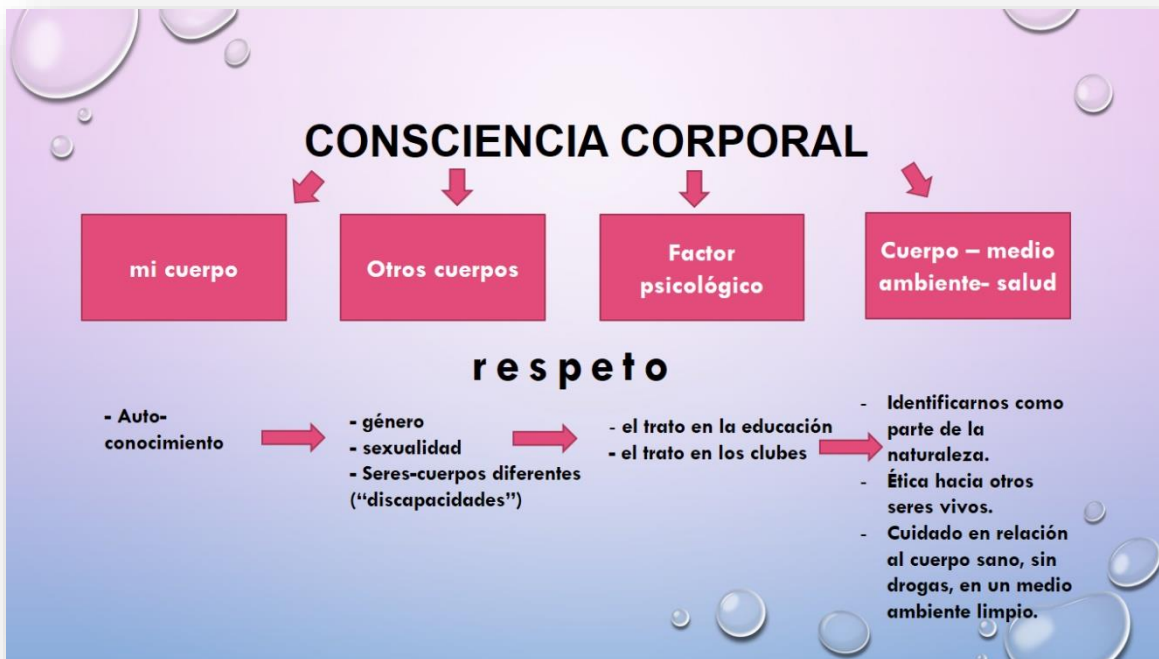 CONSCIENCIA CORPORAL
mi cuerpo
Otros cuerpos
Factor
psicológico
Cuerpo – medio
ambiente- salud
respeto
- Auto-
conocimiento
- género
- sexualidad
- Seres-cuerpos diferentes
(“discapacidades”)
- el trato en la educación
- el trato en los clubes
- Identificarnos como
parte de la
naturaleza.
- Ética hacia otros
seres vivos.
- Cuidado en relación
al cuerpo sano, sin
drogas, en un medio
ambiente limpio.